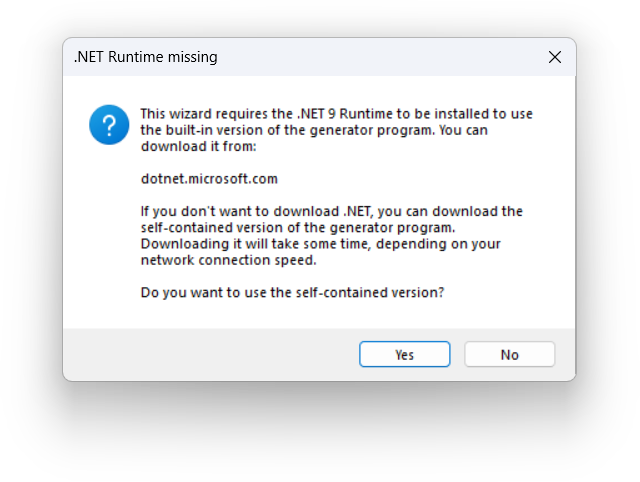 .NET Runtime missing
This wizard requires the .NET 9 Runtime to be installed to use
the built-in version of the generator program. You can
download it from:
dotnet.microsoft.com
If you don't want to download .NET, you can download the
self-contained version of the generator program.
Downloading it will take some time, depending on your
network connection speed.
Do you want to use the self-contained version?
Yes
No